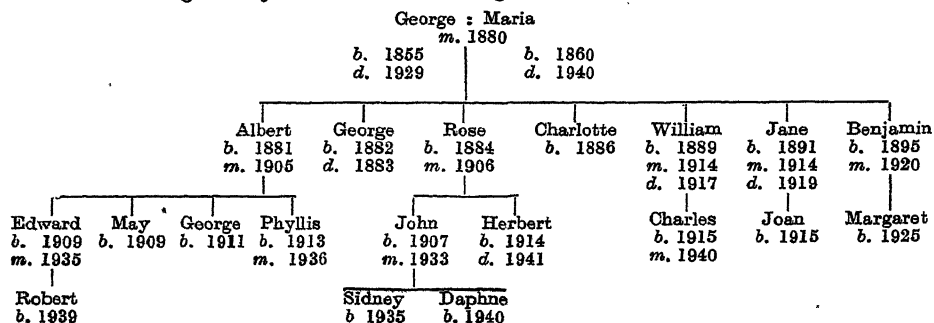 George : Maria
m. 1880
b. 1855 b. 1860
d. 1929 d. 1940
Albert George Rose Charlotte William Jane Benjamin
b. 1881 b. 1882 b. 1884 b. 1886 b. 1889 b. 1891 b. 1895
m. 1905 d. 1883 m. 1906 m. 1914 m. 1914 m. 1920
d. 1917 d. 1919
Edward May George Phyllis John Herbert Charles Joan Margaret
b. 1909 b. 1909 b. 1911 b. 1913 b. 1907 b. 1914 b. 1915 b. 1915 b. 1925
m. 1935 m. 1936 m. 1933 d. 1941 m. 1940
Robert Sidney Daphne
b. 1939 b 1935 b. 1940